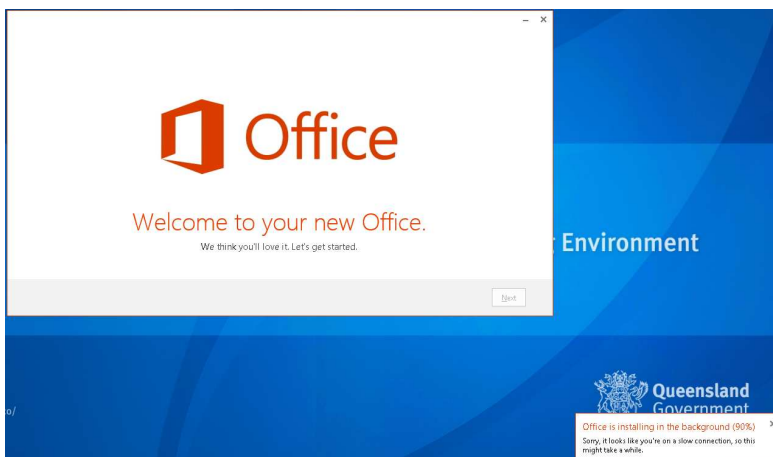 Office
Welcome to your new Office.
We think you'll love it. Let's get started.
Next
Environment
co/
Queensland
Government
Office is installing in the background (90%)
Sorry, it looks like you're on a slow connection, so this
might take a while.